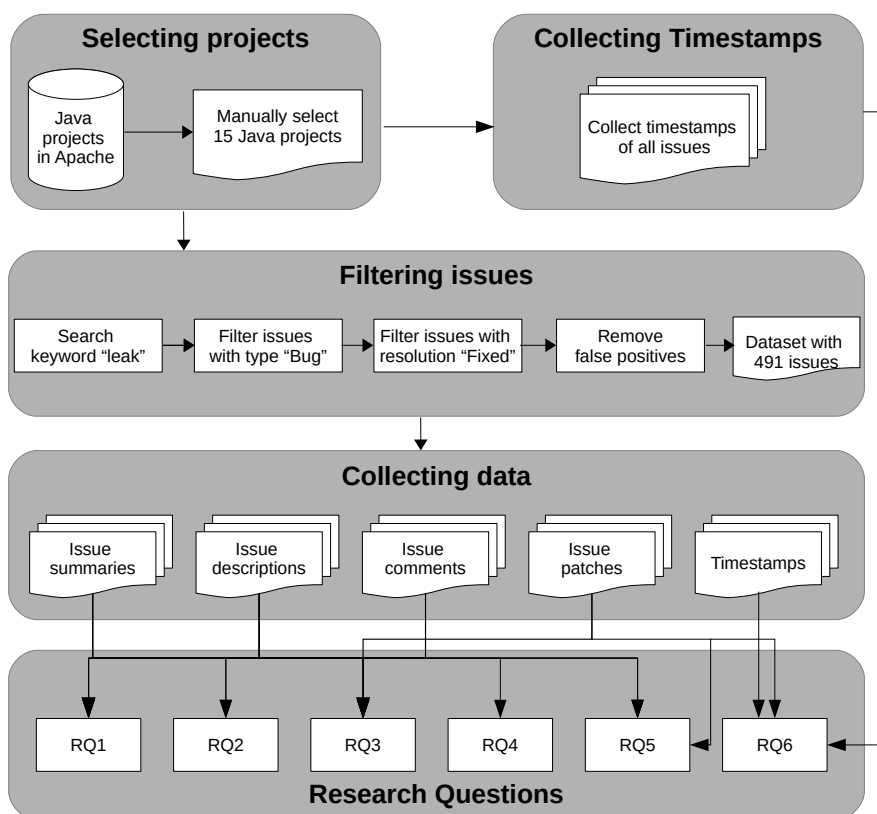 Selecting projects
Java
projects
in Apache
Manually select
15 Java projects
Collecting Timestamps
Collect timestamps
of all issues
Filtering issues
Search
keyword “leak”
Filter issues
with type “Bug”
Filter issues with
resolution “Fixed”
Remove
false positives
Dataset with
491 issues
Collecting data
Issue
summaries
Issue
descriptions
Issue
comments
Issue
patches
Timestamps
RQ1
RQ2
RQ3
RQ4
RQ5
RQ6
Research Questions